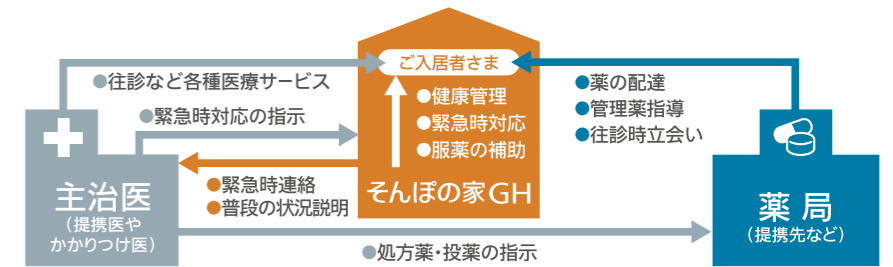 ご入居者さま
●往診など各種医療サービス
●緊急時対応の指示
●健康管理
●緊急時対応
●服薬の補助
そんぽの家GH
●薬の配達
●管理薬指導
●往診時立会い
●緊急時連絡
●普段の状況説明
主治医
（提携医や
かかりつけ医）
薬局
（提携先など）
●処方薬・投薬の指示